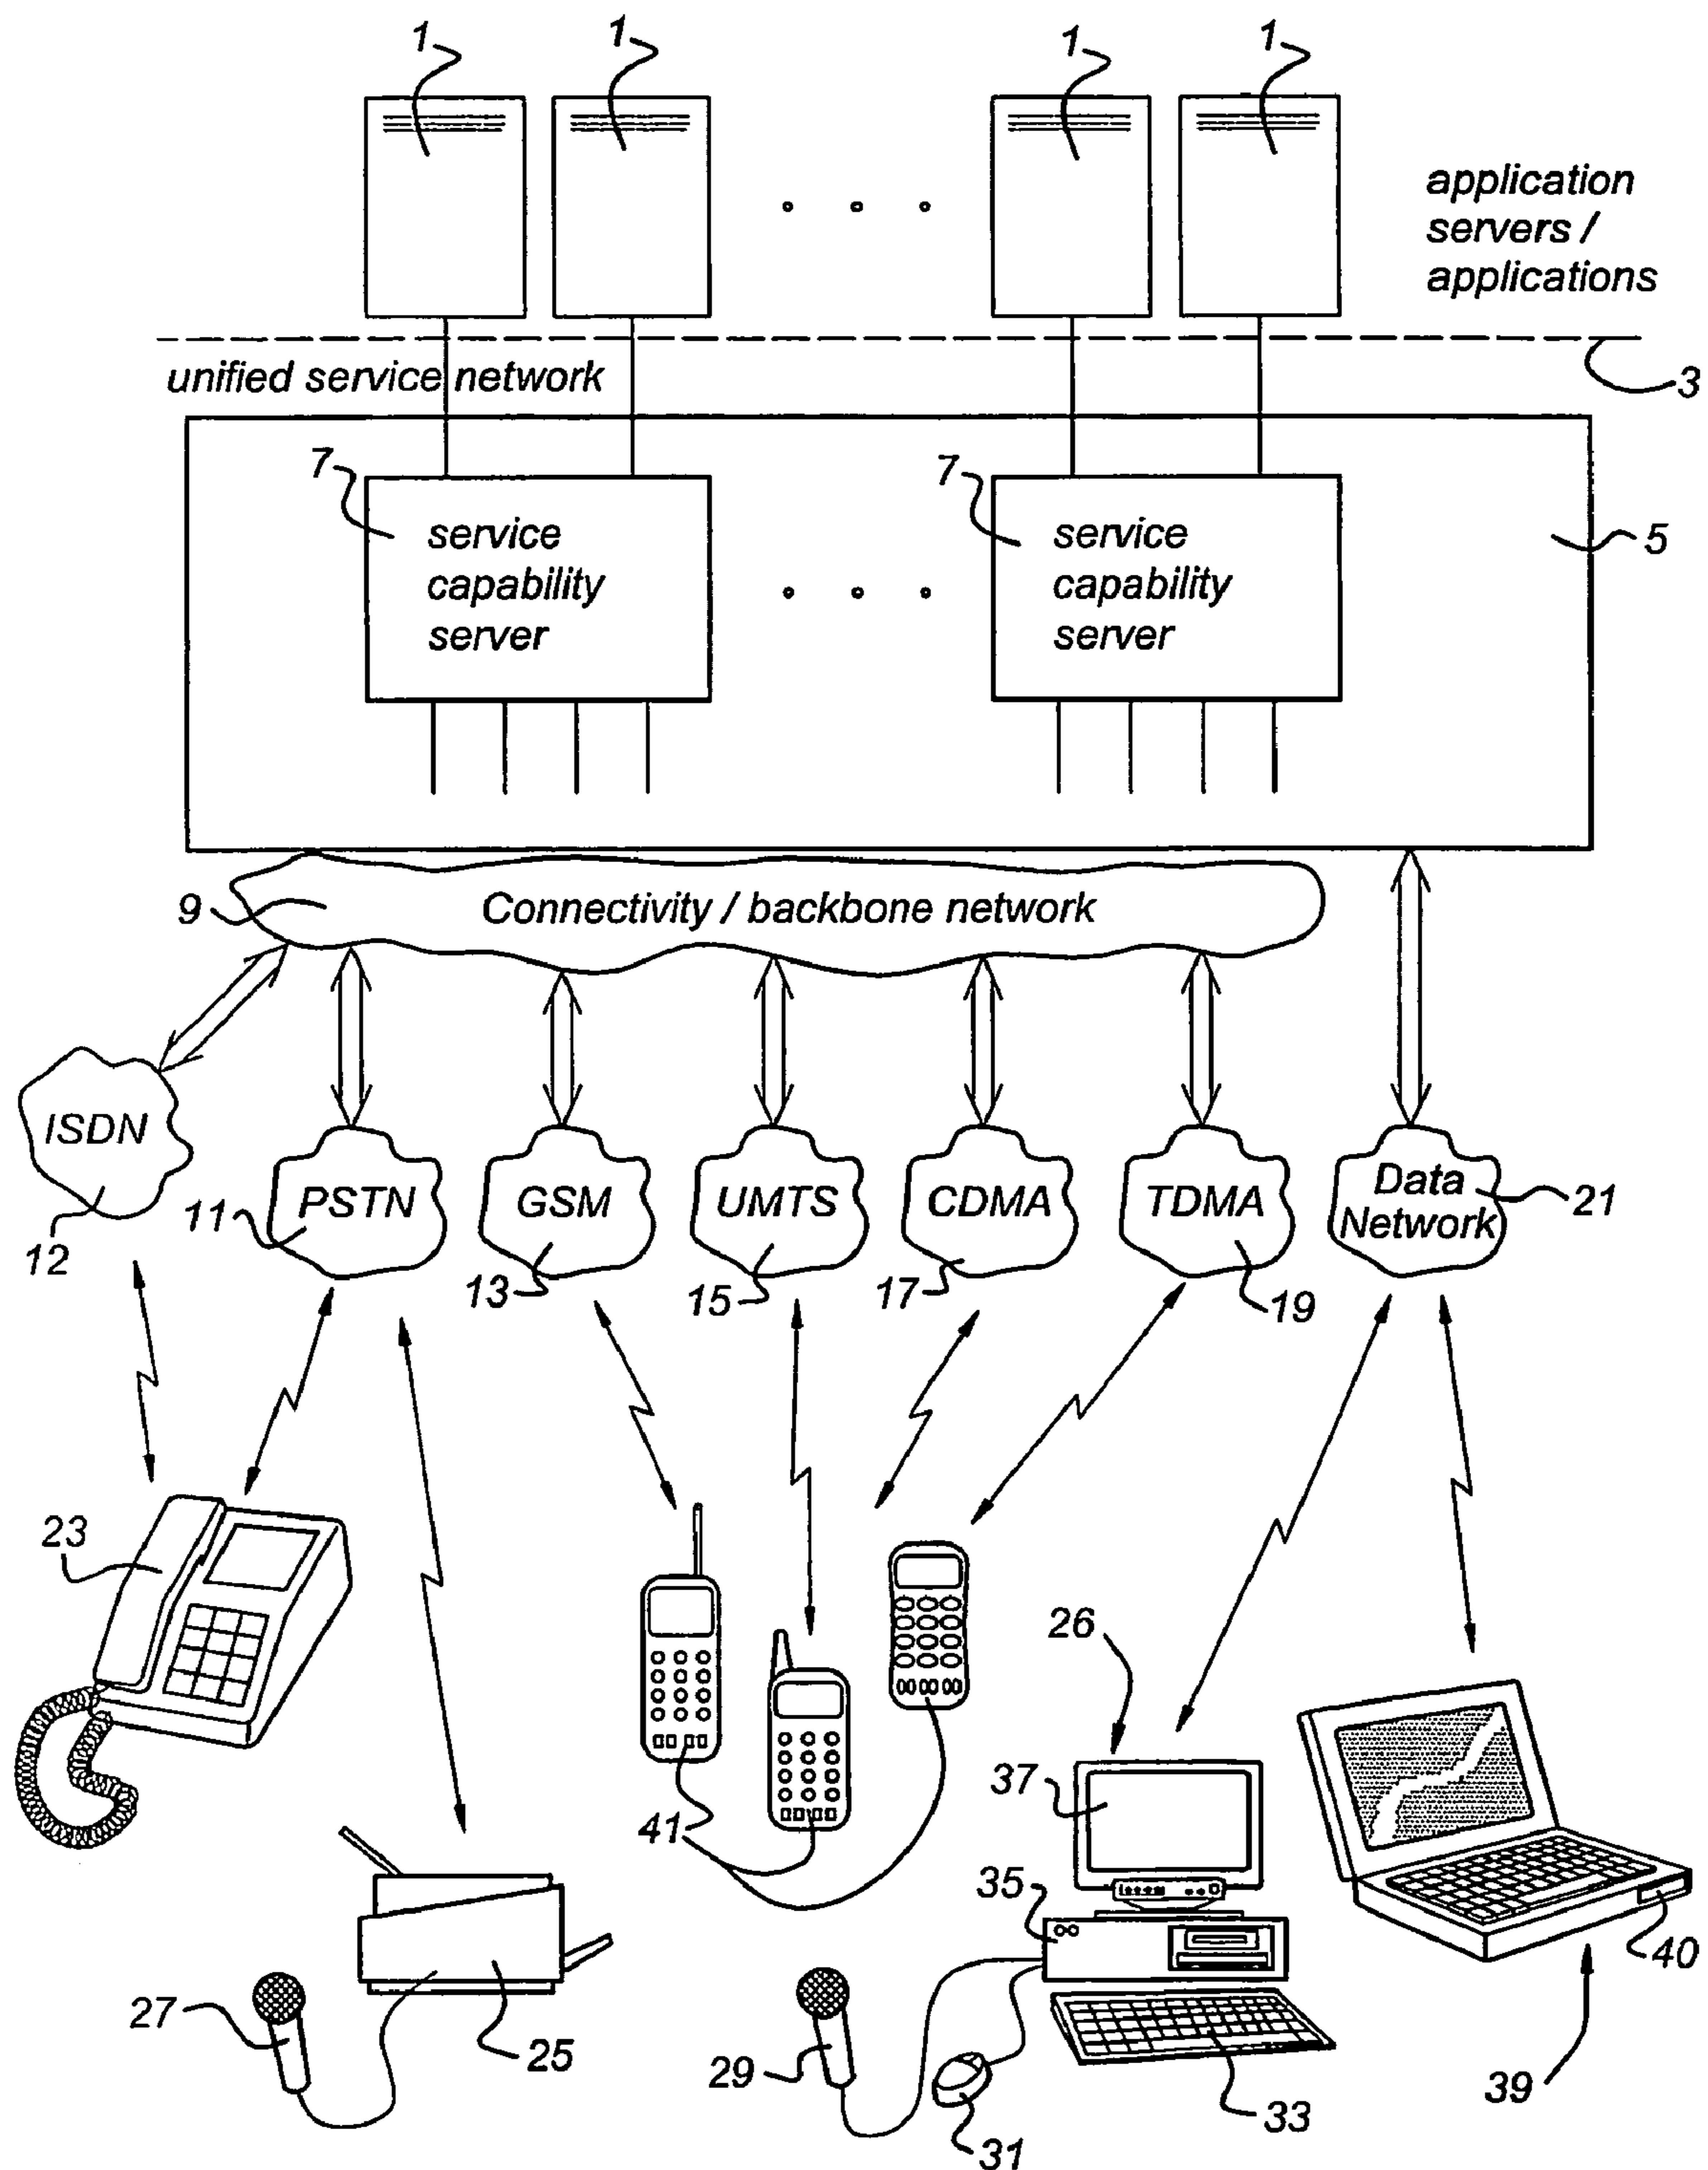 1
1
1
1
application
servers /
applications
unified service network
3
7
service
capability
server
7
service
capability
server
5
9
Connectivity / backbone network
ISDN
12
PSTN
11
GSM
13
UMTS
15
CDMA
17
TDMA
19
Data
Network
21
23
26
37
41
35
40
27
25
29
31
33
39